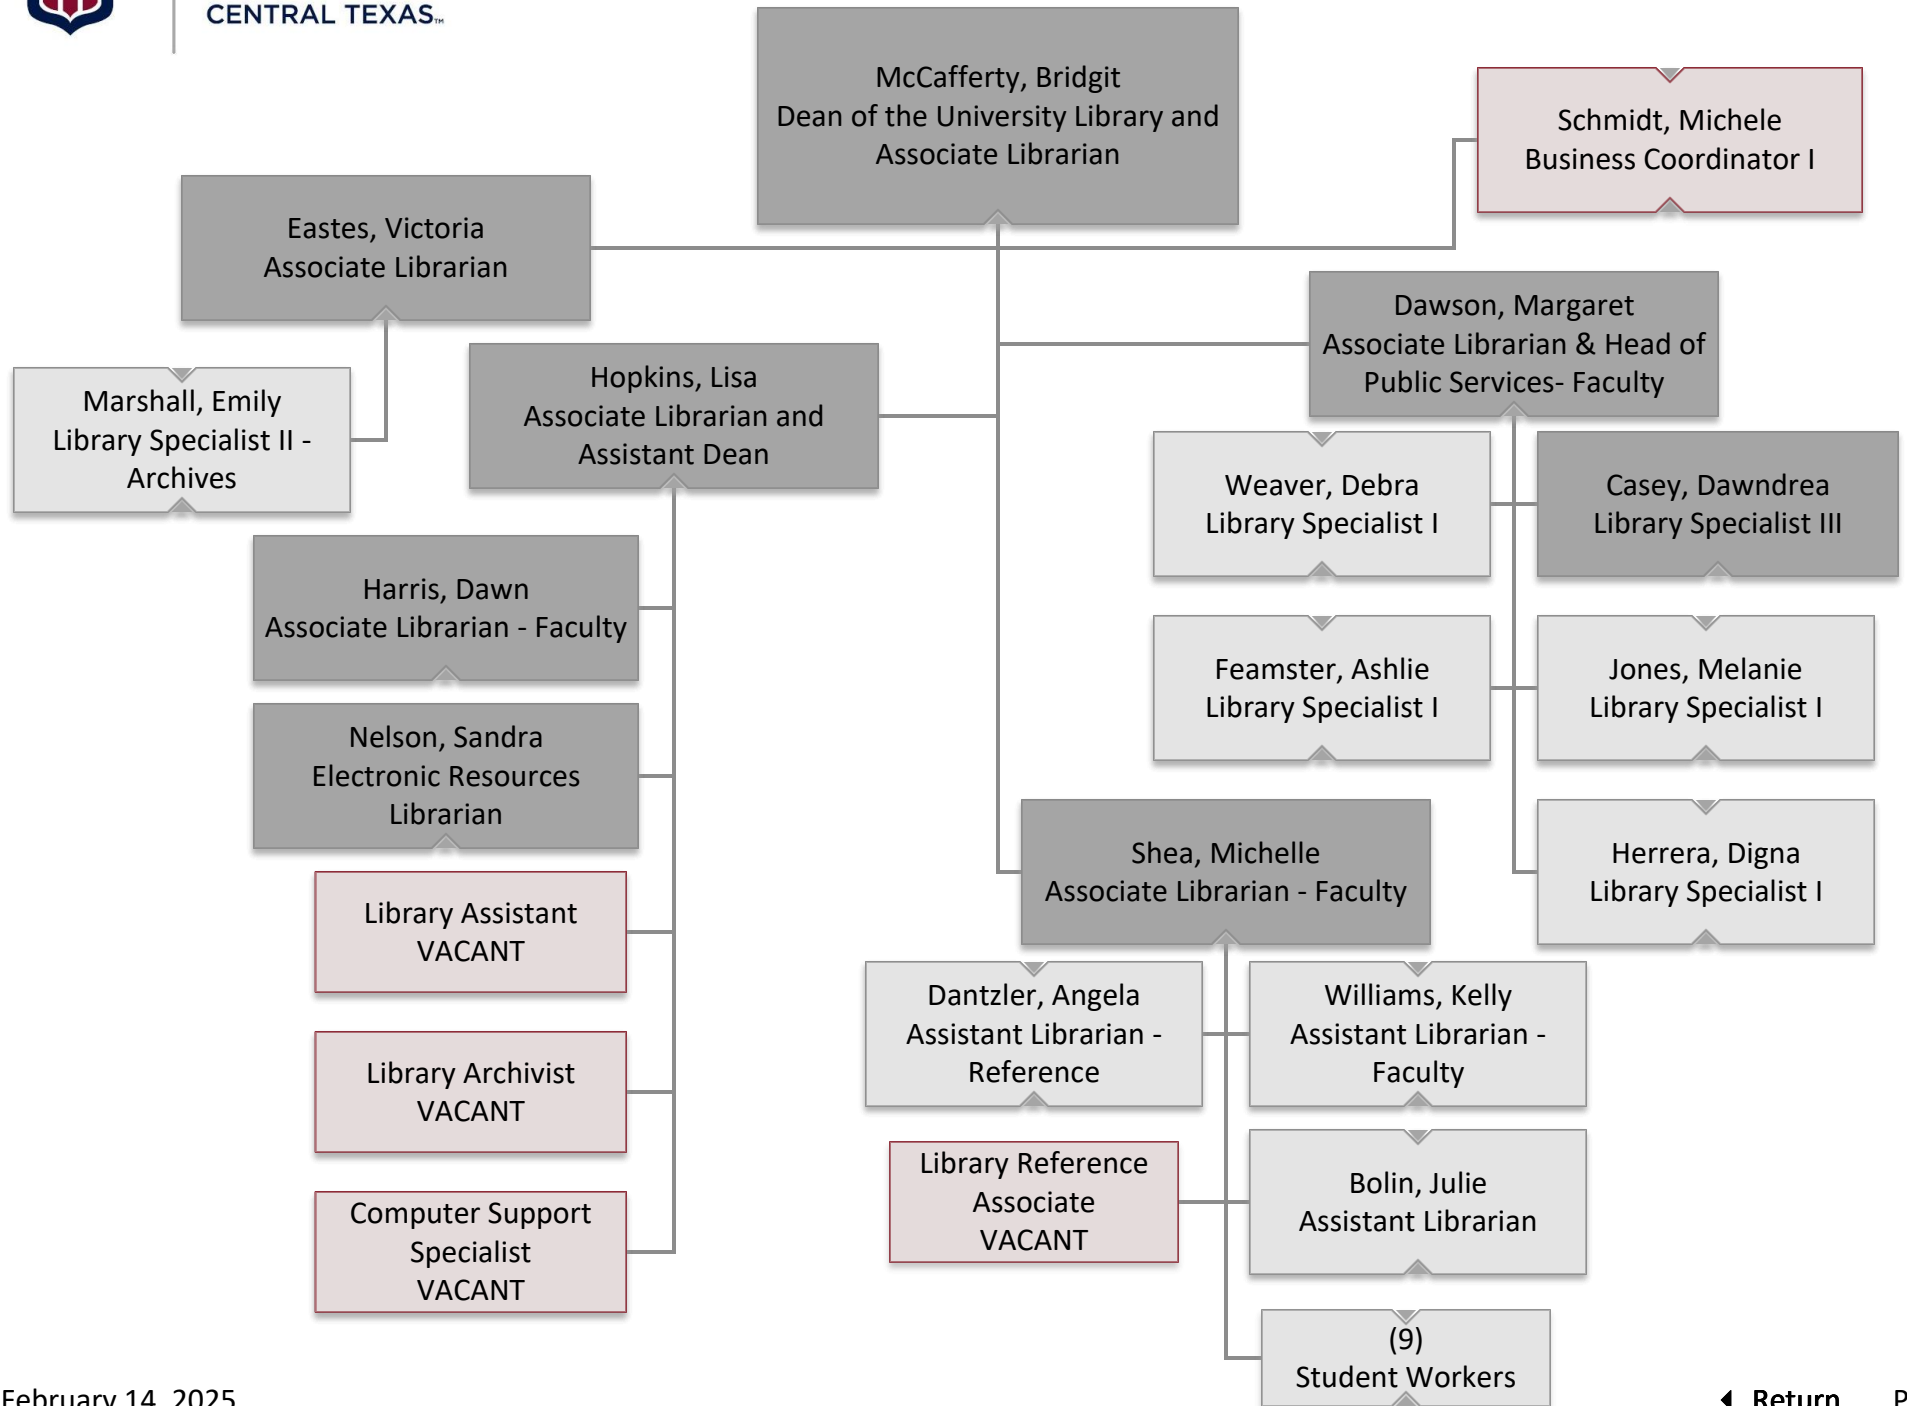 CENTRAL TEXAS™
McCafferty, Bridgit
Dean of the University Library and
Associate Librarian
Schmidt, Michele
Business Coordinator I
Eastes, Victoria
Associate Librarian
Dawson, Margaret
Associate Librarian & Head of
Public Services- Faculty
Hopkins, Lisa
Associate Librarian and
Assistant Dean
Marshall, Emily
Library Specialist II -
Archives
Weaver, Debra
Library Specialist I
Casey, Dawndrea
Library Specialist III
Harris, Dawn
Associate Librarian - Faculty
Feamster, Ashlie
Library Specialist I
Jones, Melanie
Library Specialist I
Nelson, Sandra
Electronic Resources
Librarian
Shea, Michelle
Associate Librarian - Faculty
Herrera, Digna
Library Specialist I
Library Assistant
VACANT
Dantzler, Angela
Assistant Librarian -
Reference
Williams, Kelly
Assistant Librarian -
Faculty
Library Archivist
VACANT
Library Reference
Associate
VACANT
Bolin, Julie
Assistant Librarian
Computer Support
Specialist
VACANT
(9)
Student Workers
February 14, 2025
Return P